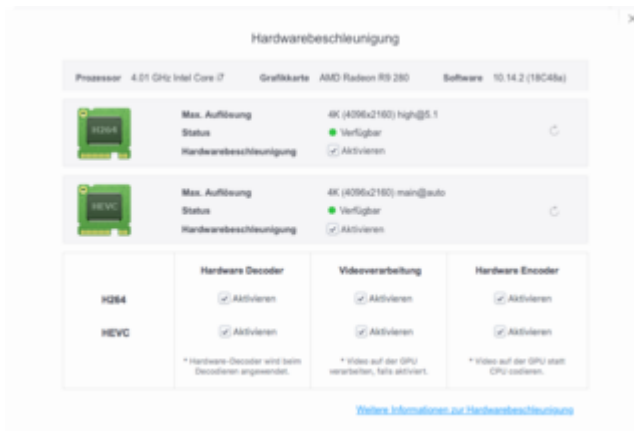 Hardwarebeschleunigung
Prozessor 4.01 GHz Intel Core i7 Grafikkarte AMD Radeon R9 280 Software 10.14.2 (18C48a)
H264
Max. Auflösung 4K (4096x2160) high@5.1
Status Verfügbar
Hardwarebeschleunigung Aktivieren
HEVC
Max. Auflösung 4K (4096x2160) main@auto
Status Verfügbar
Hardwarebeschleunigung Aktivieren
Hardware Decoder Videoverarbeitung Hardware Encoder
H264 Aktivieren Aktivieren Aktivieren
HEVC Aktivieren Aktivieren Aktivieren
* Hardware-Decoder wird beim * Video auf der GPU * Video auf der GPU statt
Decodieren angewendet. verarbeiten, falls aktiviert. CPU codieren.
Weitere Informationen zur Hardwarebeschleunigung